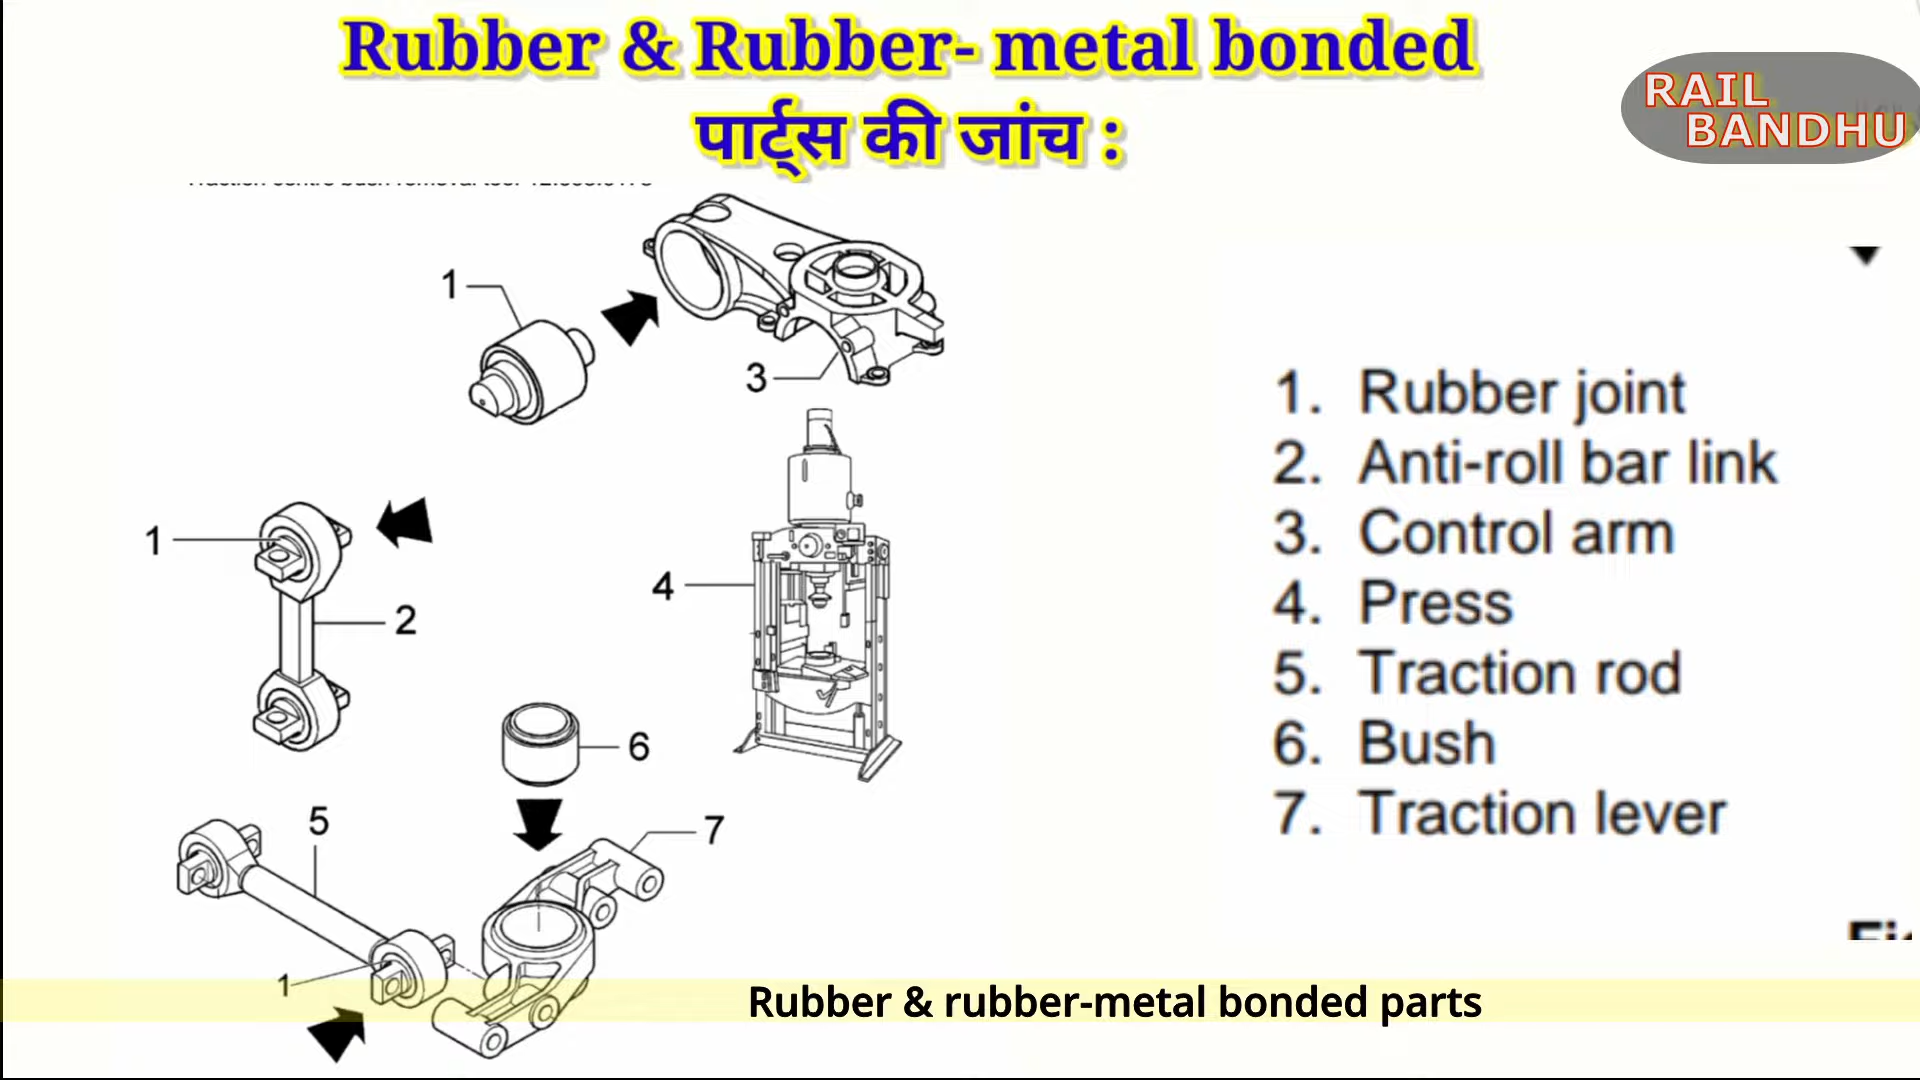 Rubber & Rubber- metal bonded
पार्ट्स की जांच :
RAIL
BANDHU
1
3
1
2
4
6
5
7
1
1. Rubber joint
2. Anti-roll bar link
3. Control arm
4. Press
5. Traction rod
6. Bush
7. Traction lever
Rubber & rubber-metal bonded parts